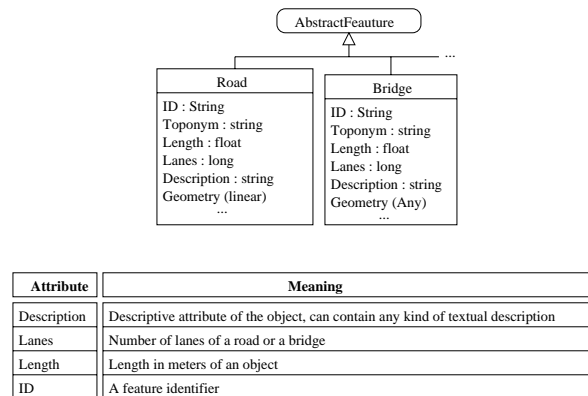 AbstractFeauture
...
Road
ID : String
Toponym : string
Length : float
Lanes : long
Description : string
Geometry (linear)
...
Bridge
ID : String
Toponym : string
Length : float
Lanes : long
Description : string
Geometry (Any)
...
Attribute Meaning
Description Descriptive attribute of the object, can contain any kind of textual description
Lanes Number of lanes of a road or a bridge
Length Length in meters of an object
ID A feature identifier